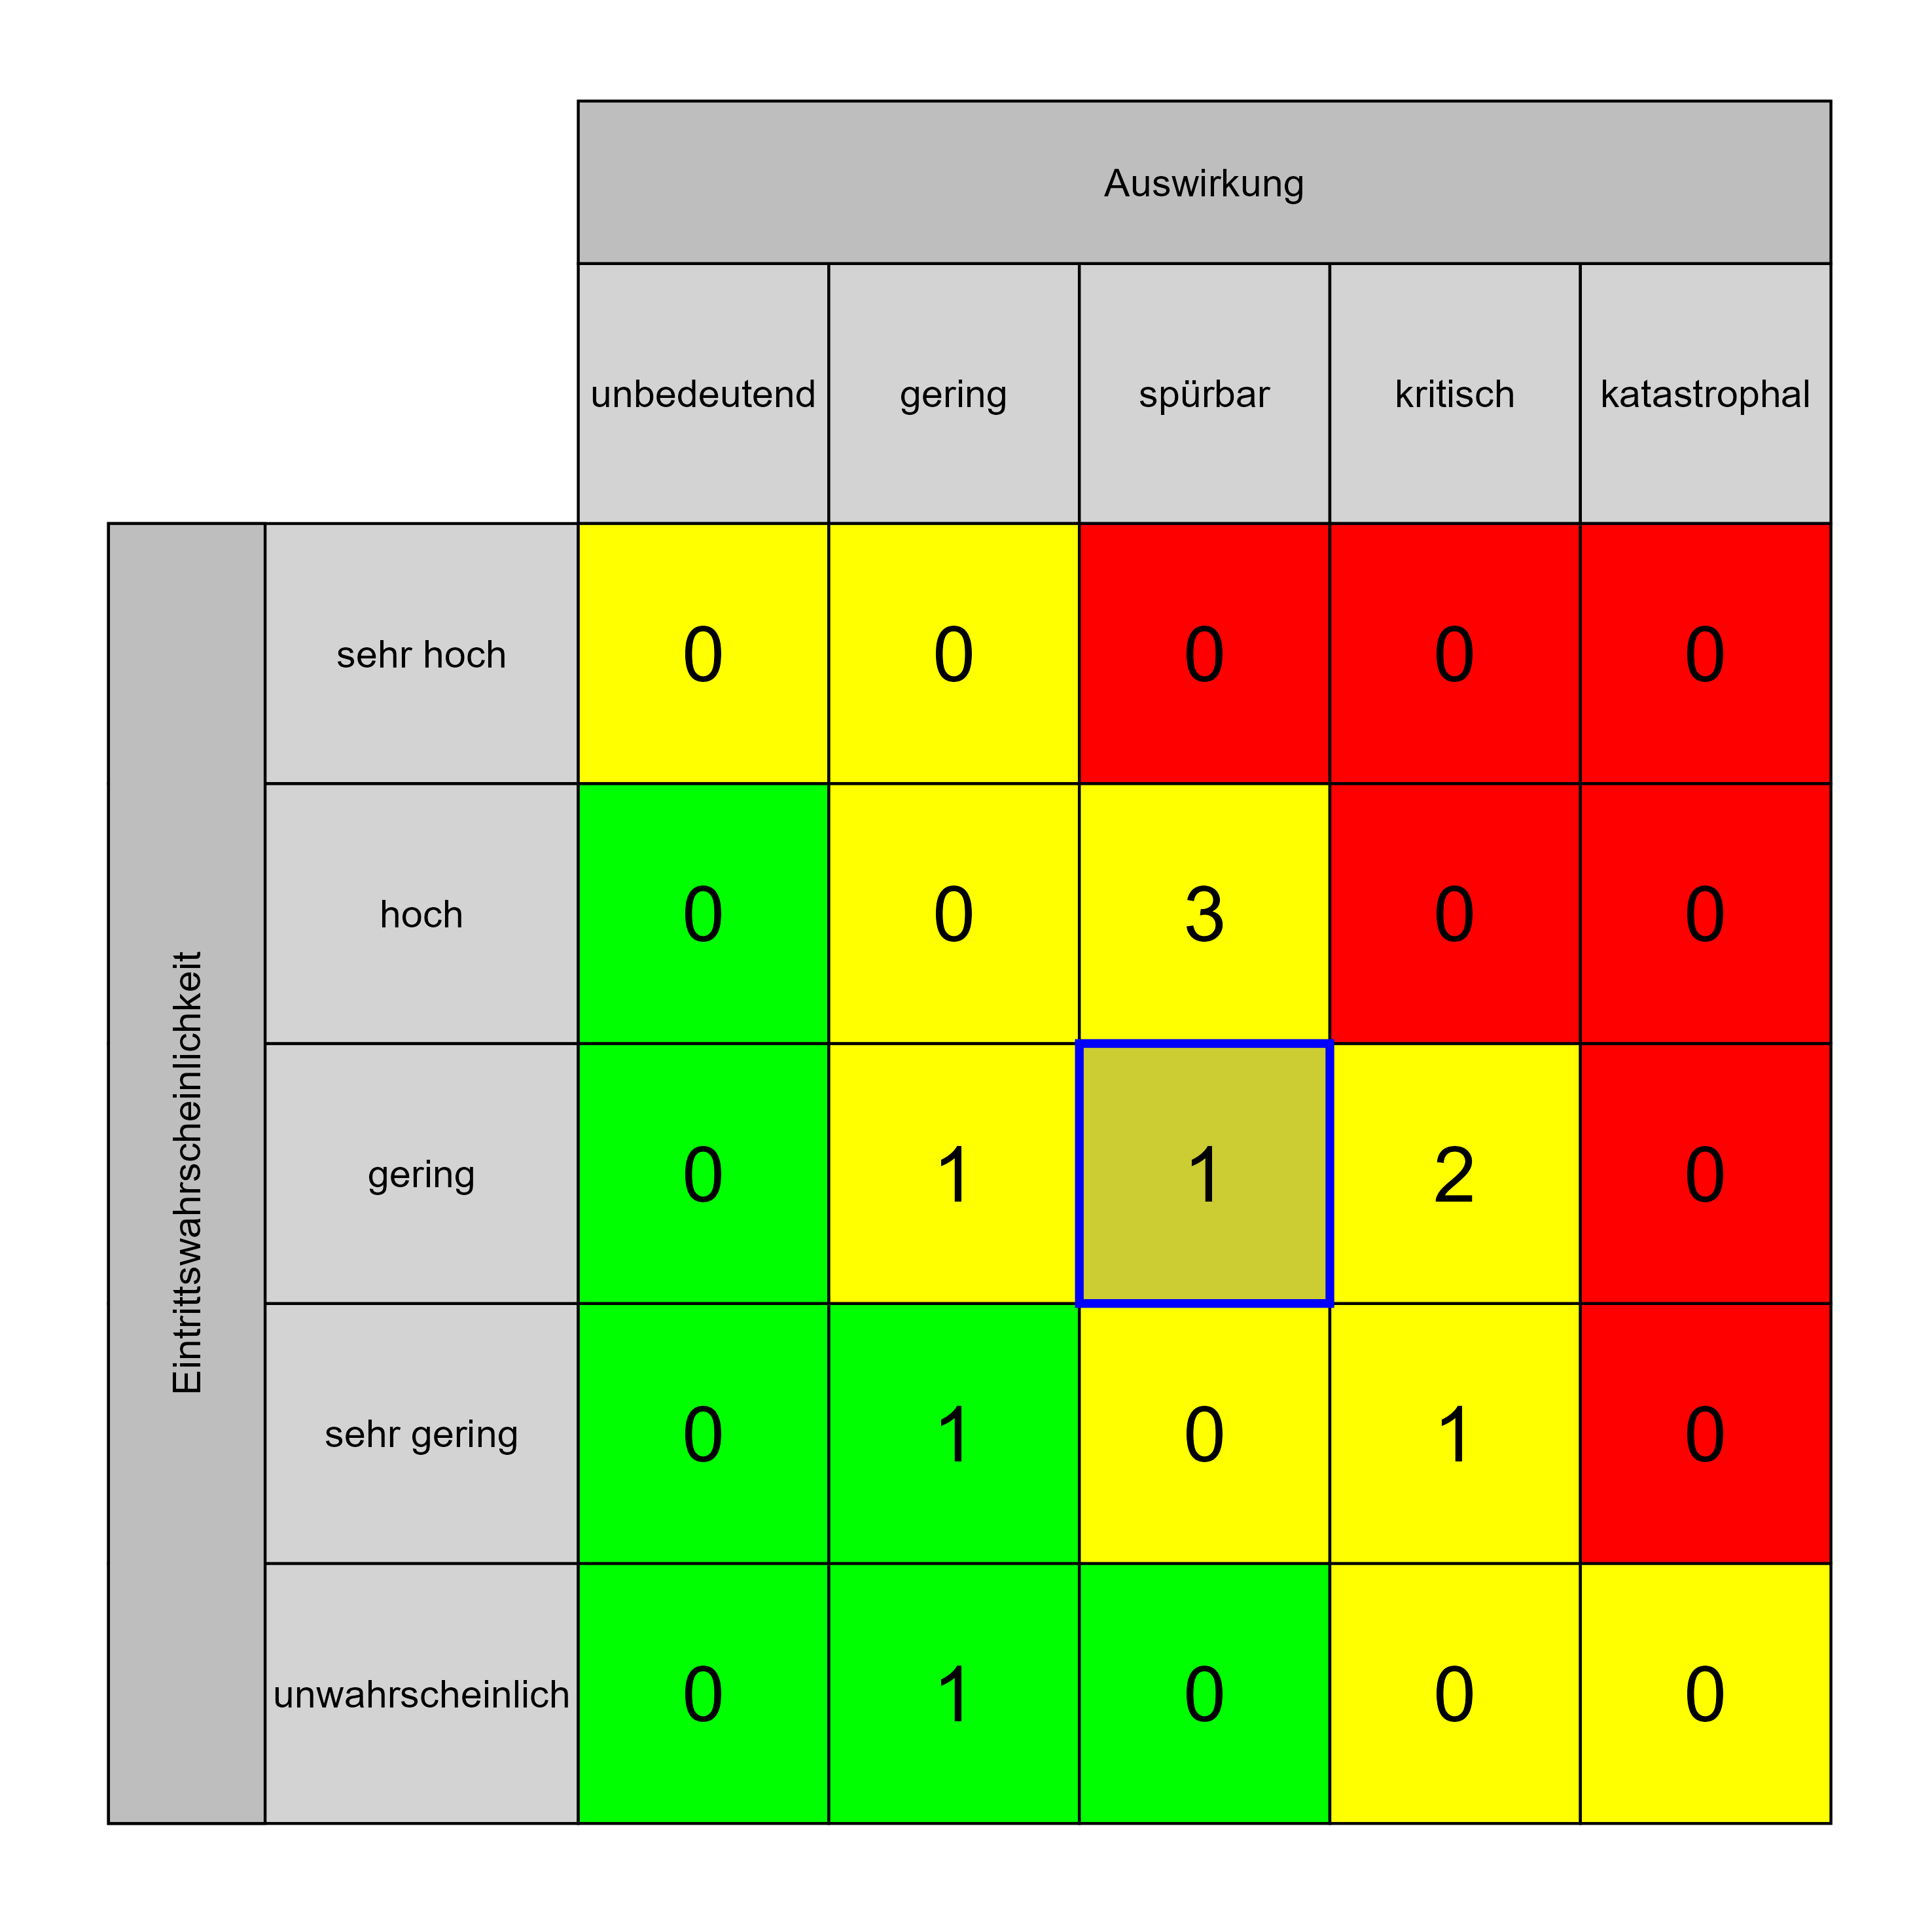 Auswirkung
unbedeutend gering spürbar kritisch katastrophal
Eintrittswahrscheinlichkeit
sehr hoch 0 0 0 0 0
hoch 0 0 3 0 0
gering 0 1 1 2 0
sehr gering 0 1 0 1 0
unwahrscheinlich 0 1 0 0 0